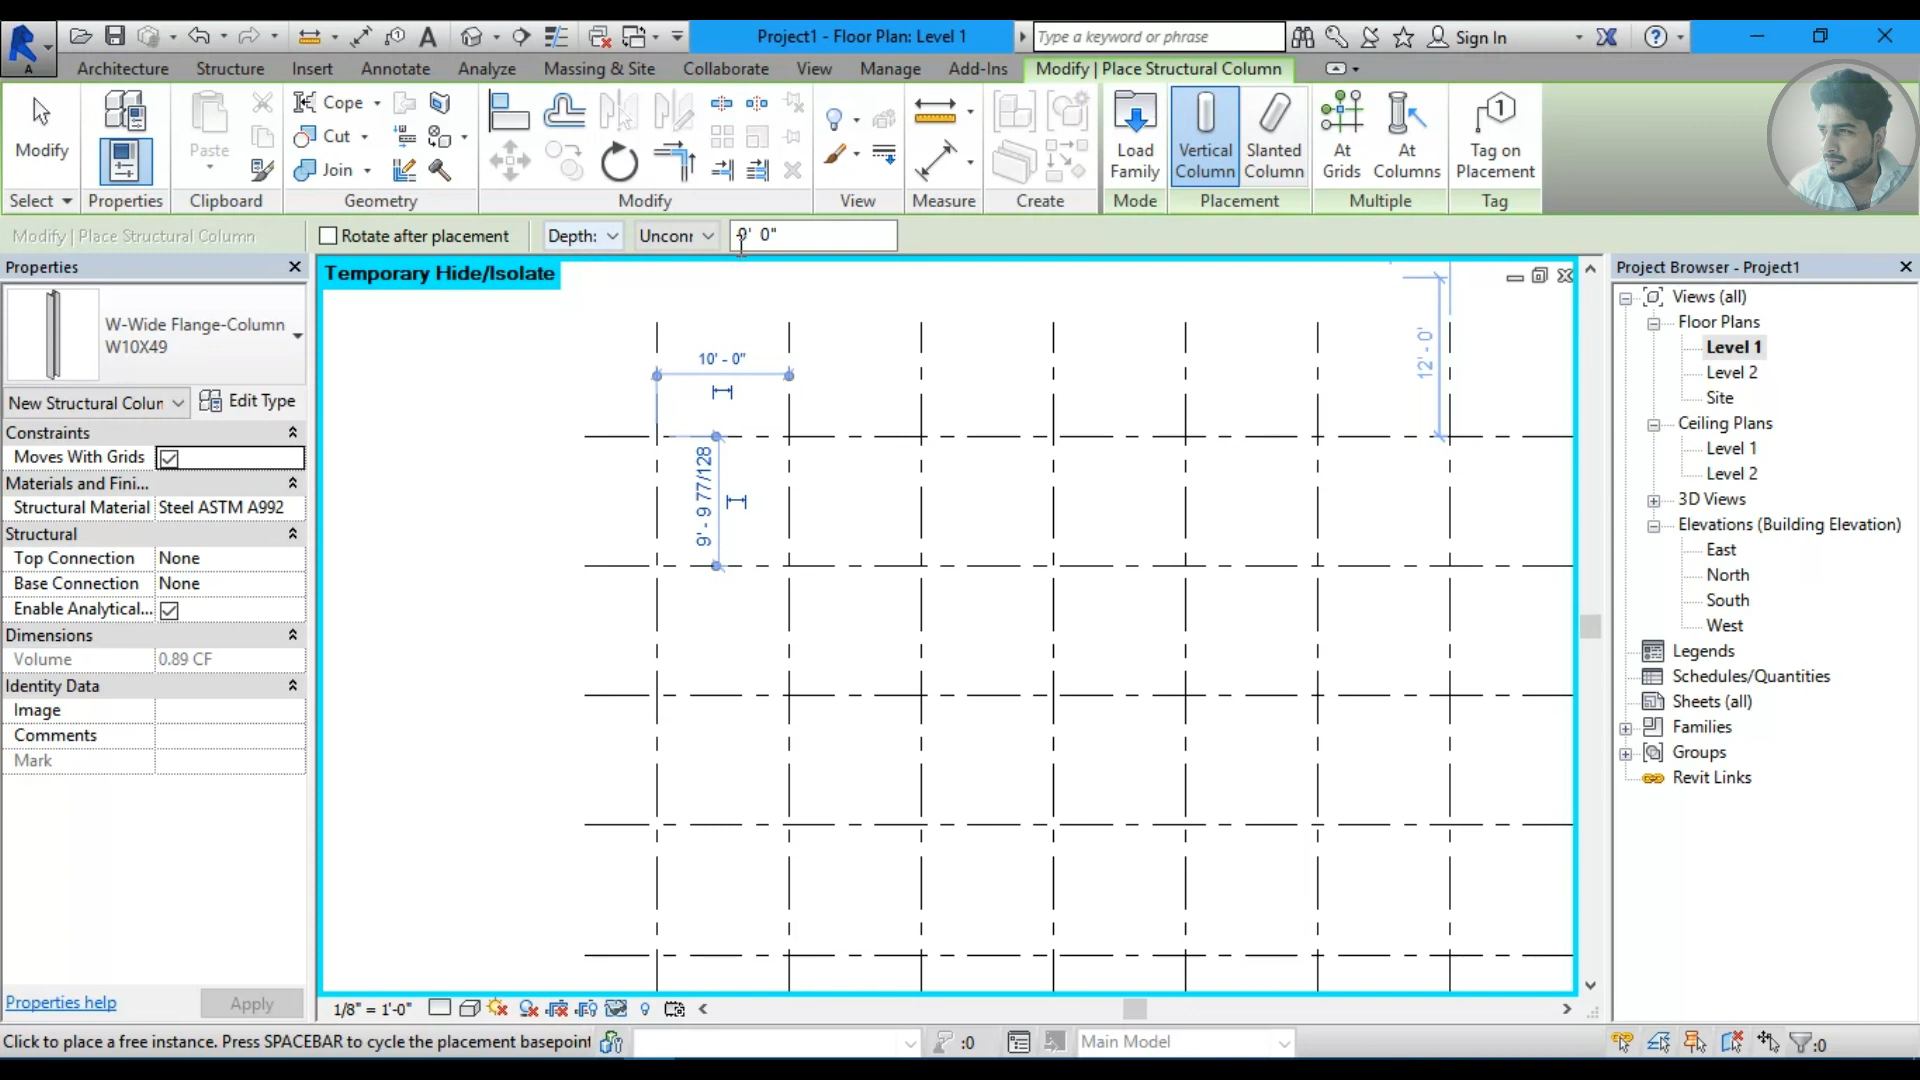 Project1 - Floor Plan: Level 1
Type a keyword or phrase
Sign In
A
Architecture
Structure
Insert
Annotate
Analyze
Massing & Site
Collaborate
View
Manage
Add-Ins
Modify | Place Structural Column
Modify
Paste
Cope
Cut
Join
Load
Family
Vertical
Column
Slanted
Column
At
Grids
At
Columns
Tag on
Placement
Select
Properties
Clipboard
Geometry
Modify
View
Measure
Create
Mode
Placement
Multiple
Tag
Modify | Place Structural Column
Rotate after placement
Depth:
Unconr
0' 0"
Properties
W-Wide Flange-Column
W10X49
New Structural Colun
Edit Type
Constraints
Moves With Grids
Materials and Fini...
Structural Material
Steel ASTM A992
Structural
Top Connection
None
Base Connection
None
Enable Analytical...
Dimensions
Volume
0.89 CF
Identity Data
Image
Comments
Mark
Properties help
Apply
Temporary Hide/Isolate
10' - 0"
9' - 9 77/128
12' - 0'
1/8" = 1'-0"
Project Browser - Project1
Views (all)
Floor Plans
Level 1
Level 2
Site
Ceiling Plans
Level 1
Level 2
3D Views
Elevations (Building Elevation)
East
North
South
West
Legends
Schedules/Quantities
Sheets (all)
Families
Groups
Revit Links
Click to place a free instance. Press SPACEBAR to cycle the placement basepoint
:0
Main Model
:0